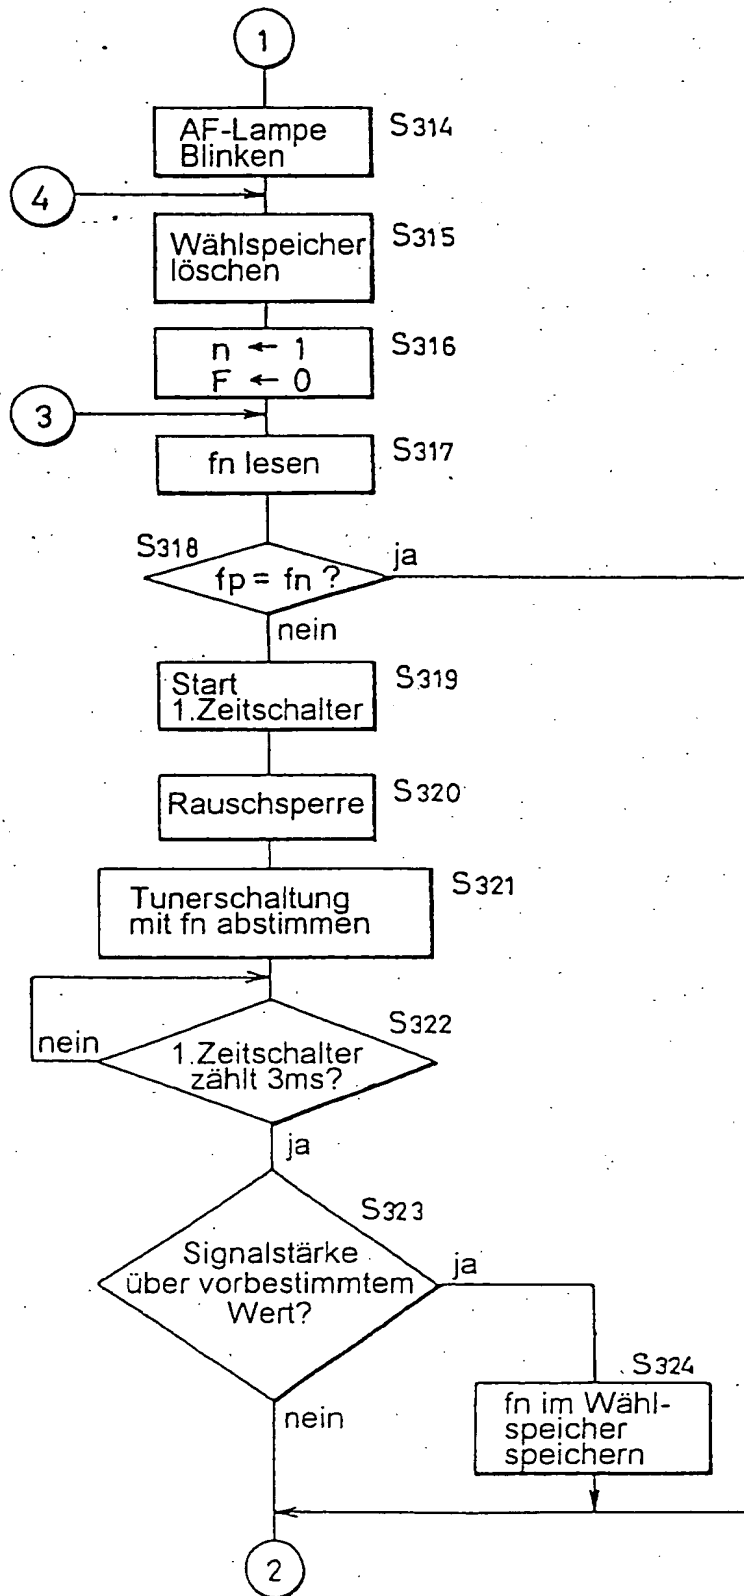 1
AF-Lampe
Blinken
S314
4
Wählspeicher
löschen
S315
n ← 1
F ← 0
S316
3
fn lesen
S317
S318
fp = fn ?
ja
nein
Start
1.Zeitschalter
S319
Rauschsperre
S320
Tunerschaltung
mit fn abstimmen
S321
S322
nein
1.Zeitschalter
zählt 3ms?
ja
S323
Signalstärke
über vorbestimmtem
Wert?
ja
S324
fn im Wähl-
speicher
speichern
nein
2